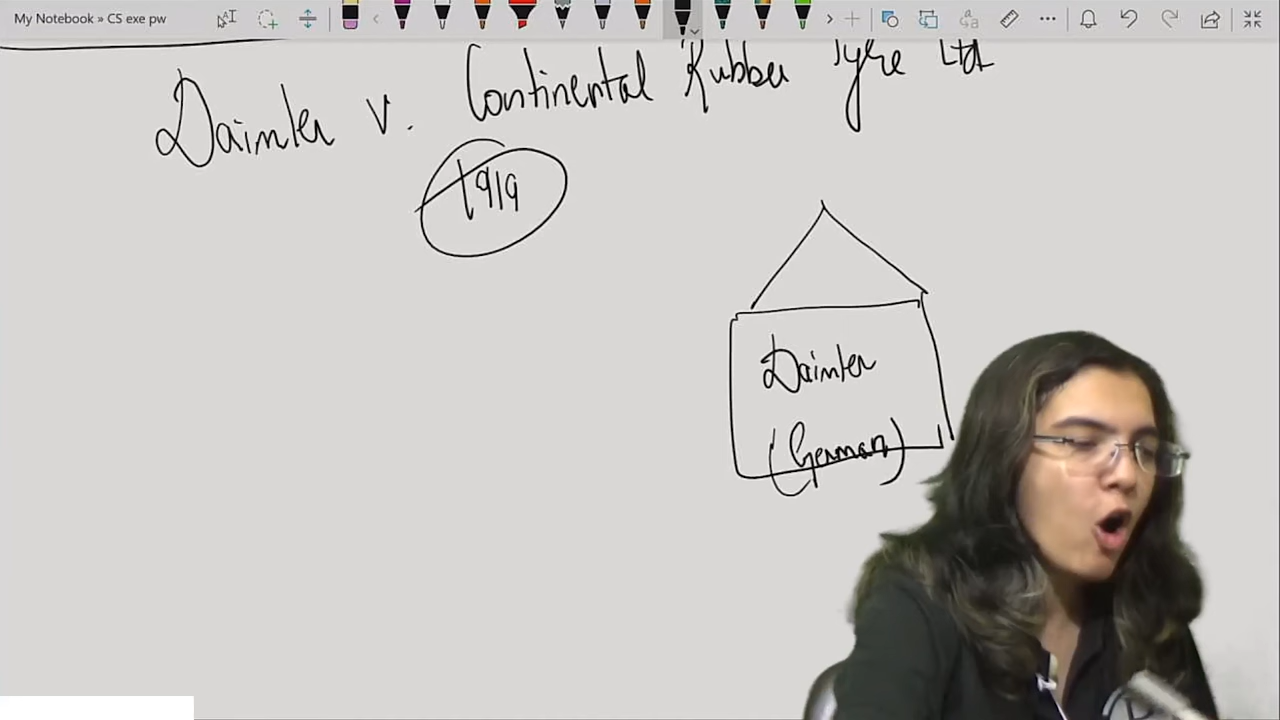 My Notebook » CS exe pw
Daimler v. Continental Rubber Tyre Ltd
1919
Daimler
(German)